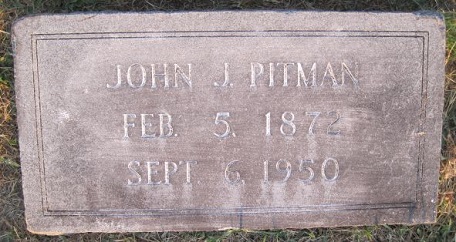 JOHN J. PITMAN
FEB. 5, 1872
SEPT 6, 1950